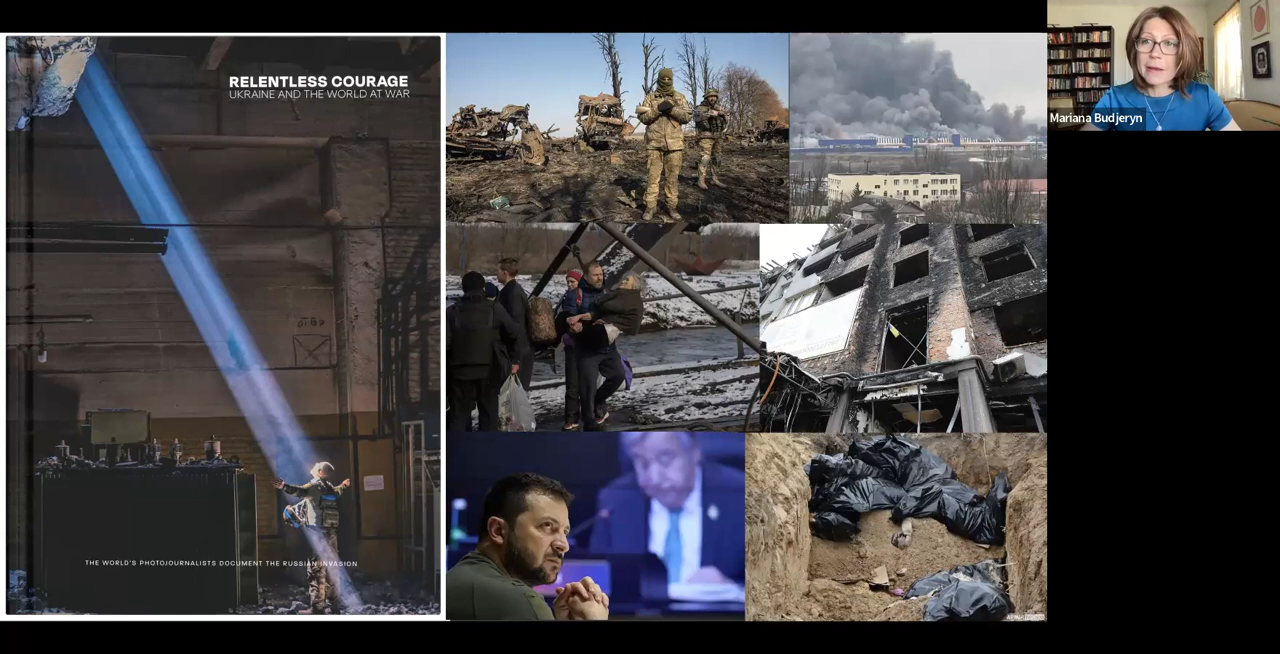 RELENTLESS COURAGE
UKRAINE AND THE WORLD AT WAR
THE WORLD'S PHOTOJOURNALISTS DOCUMENT THE RUSSIAN INVASION
Mariana Budjeryn